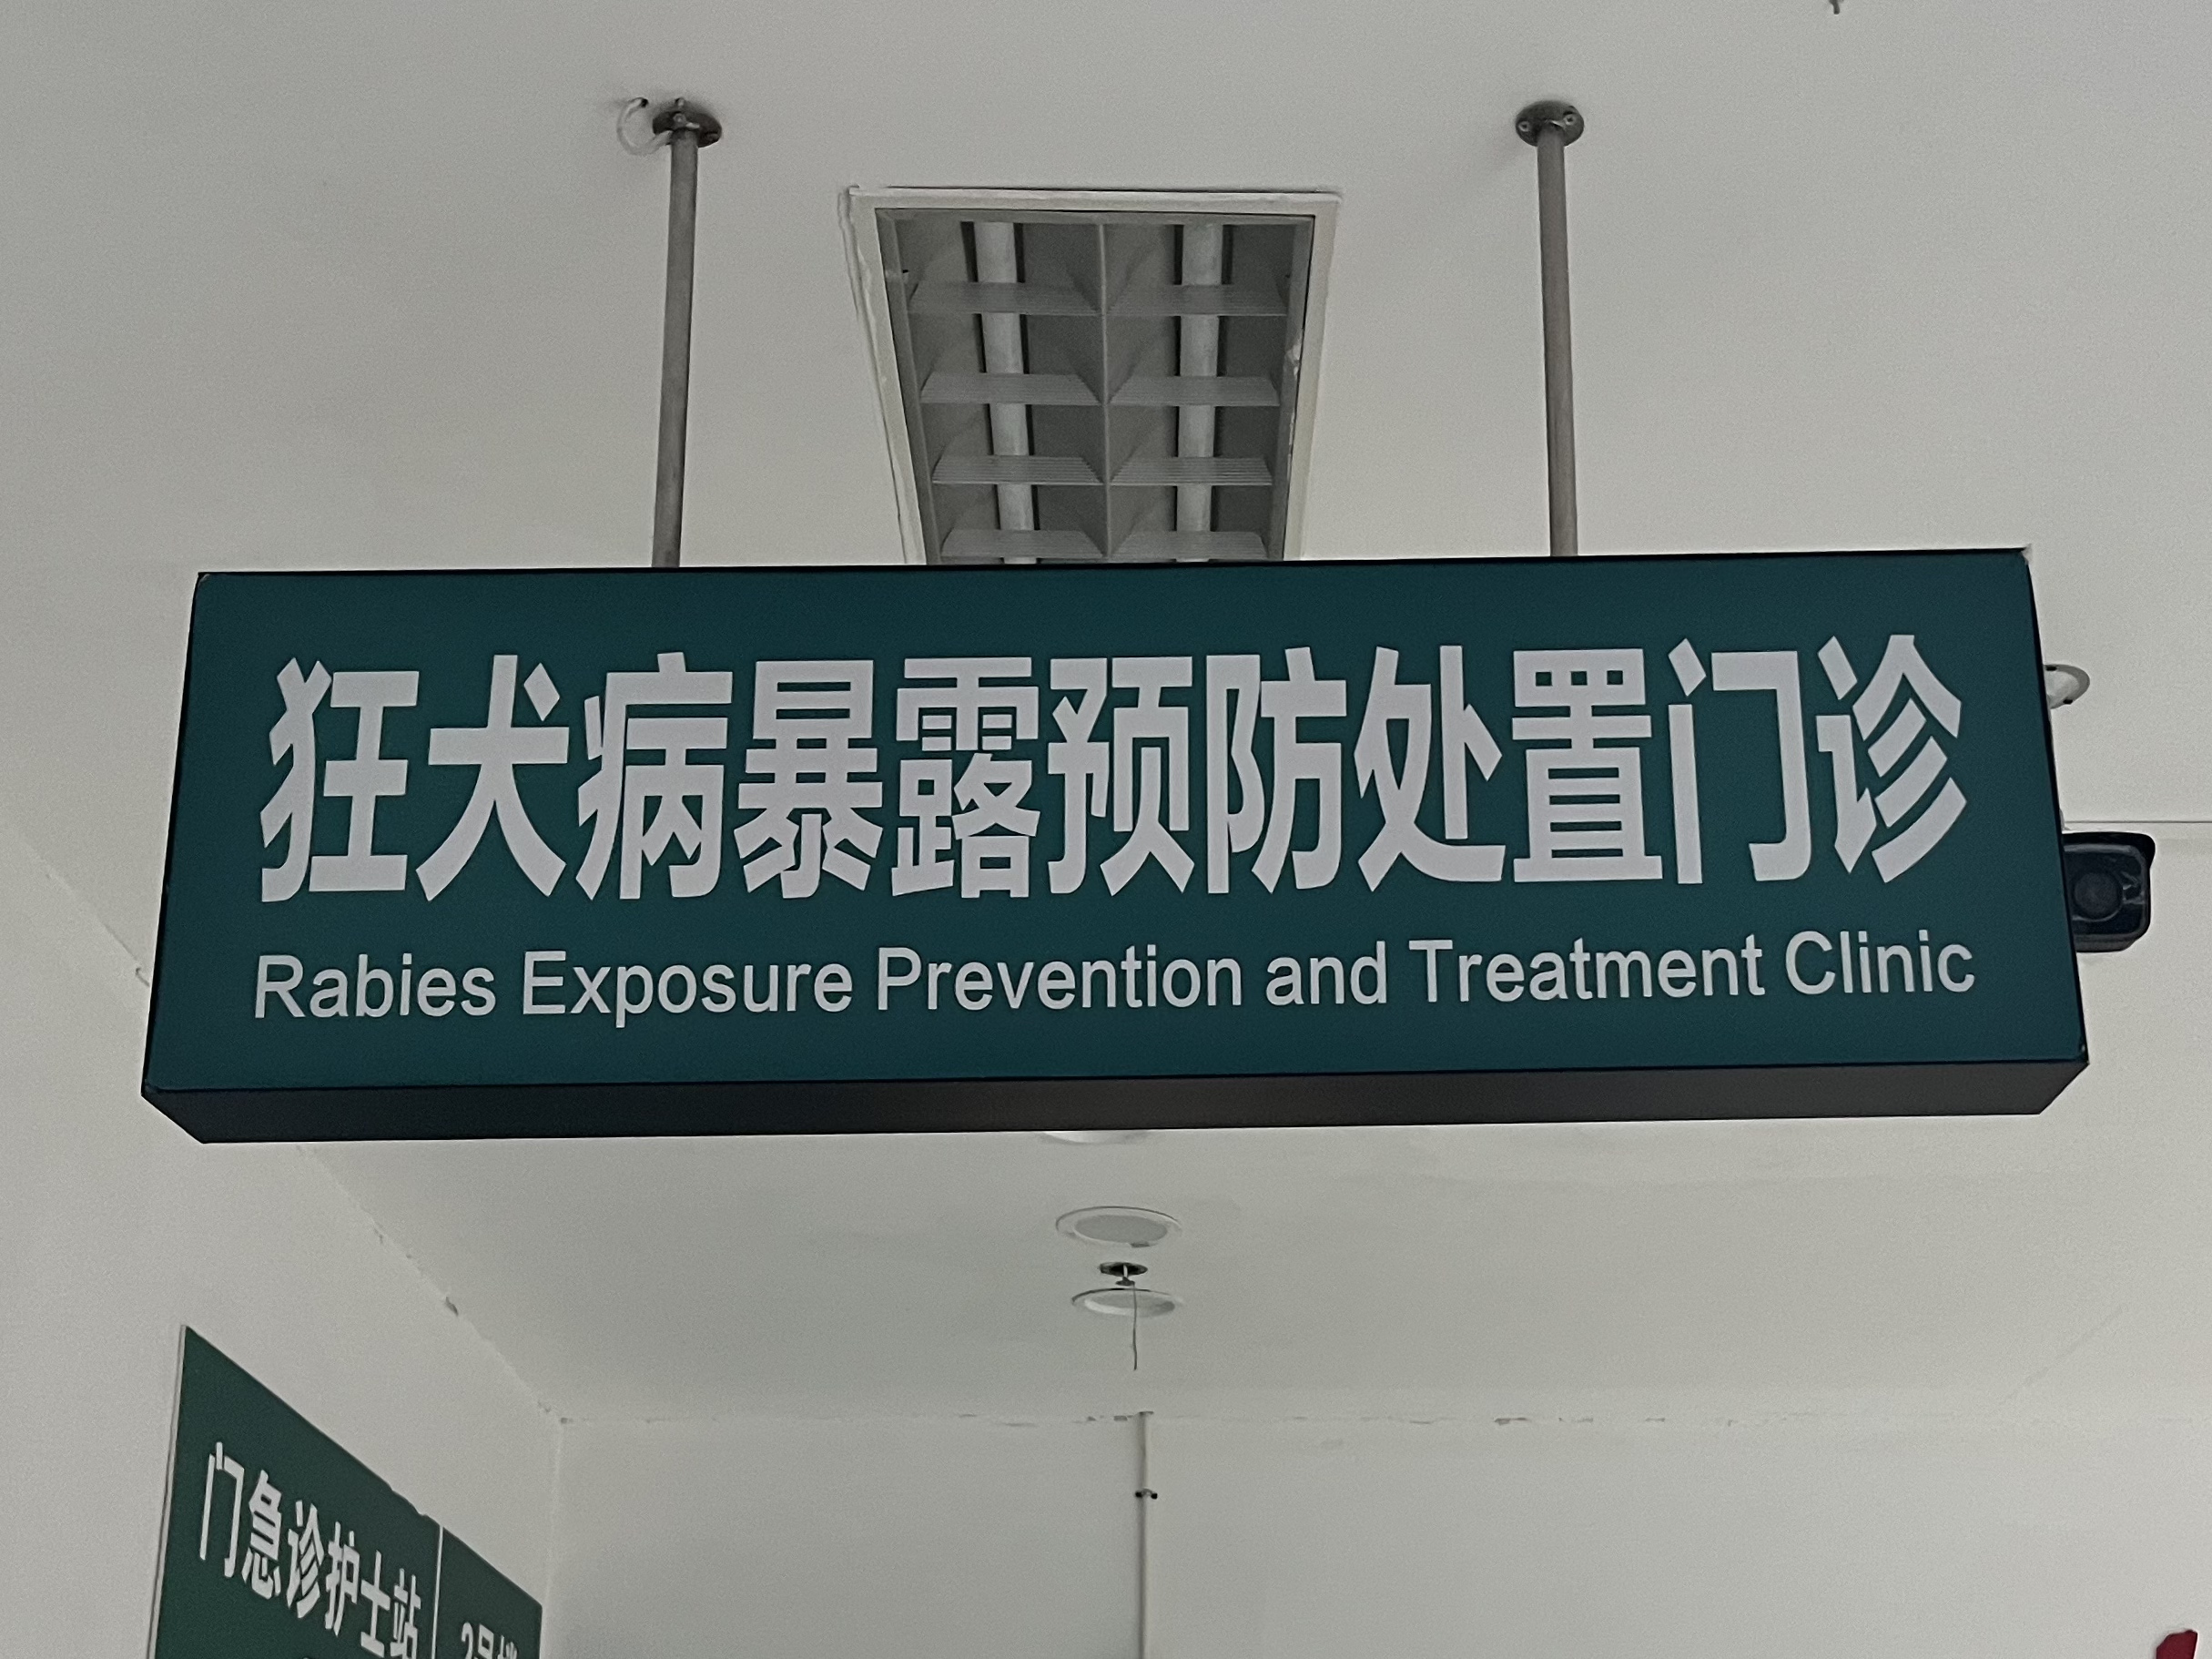 狂犬病暴露预防处置门诊
Rabies Exposure Prevention and Treatment Clinic
门急诊护士站